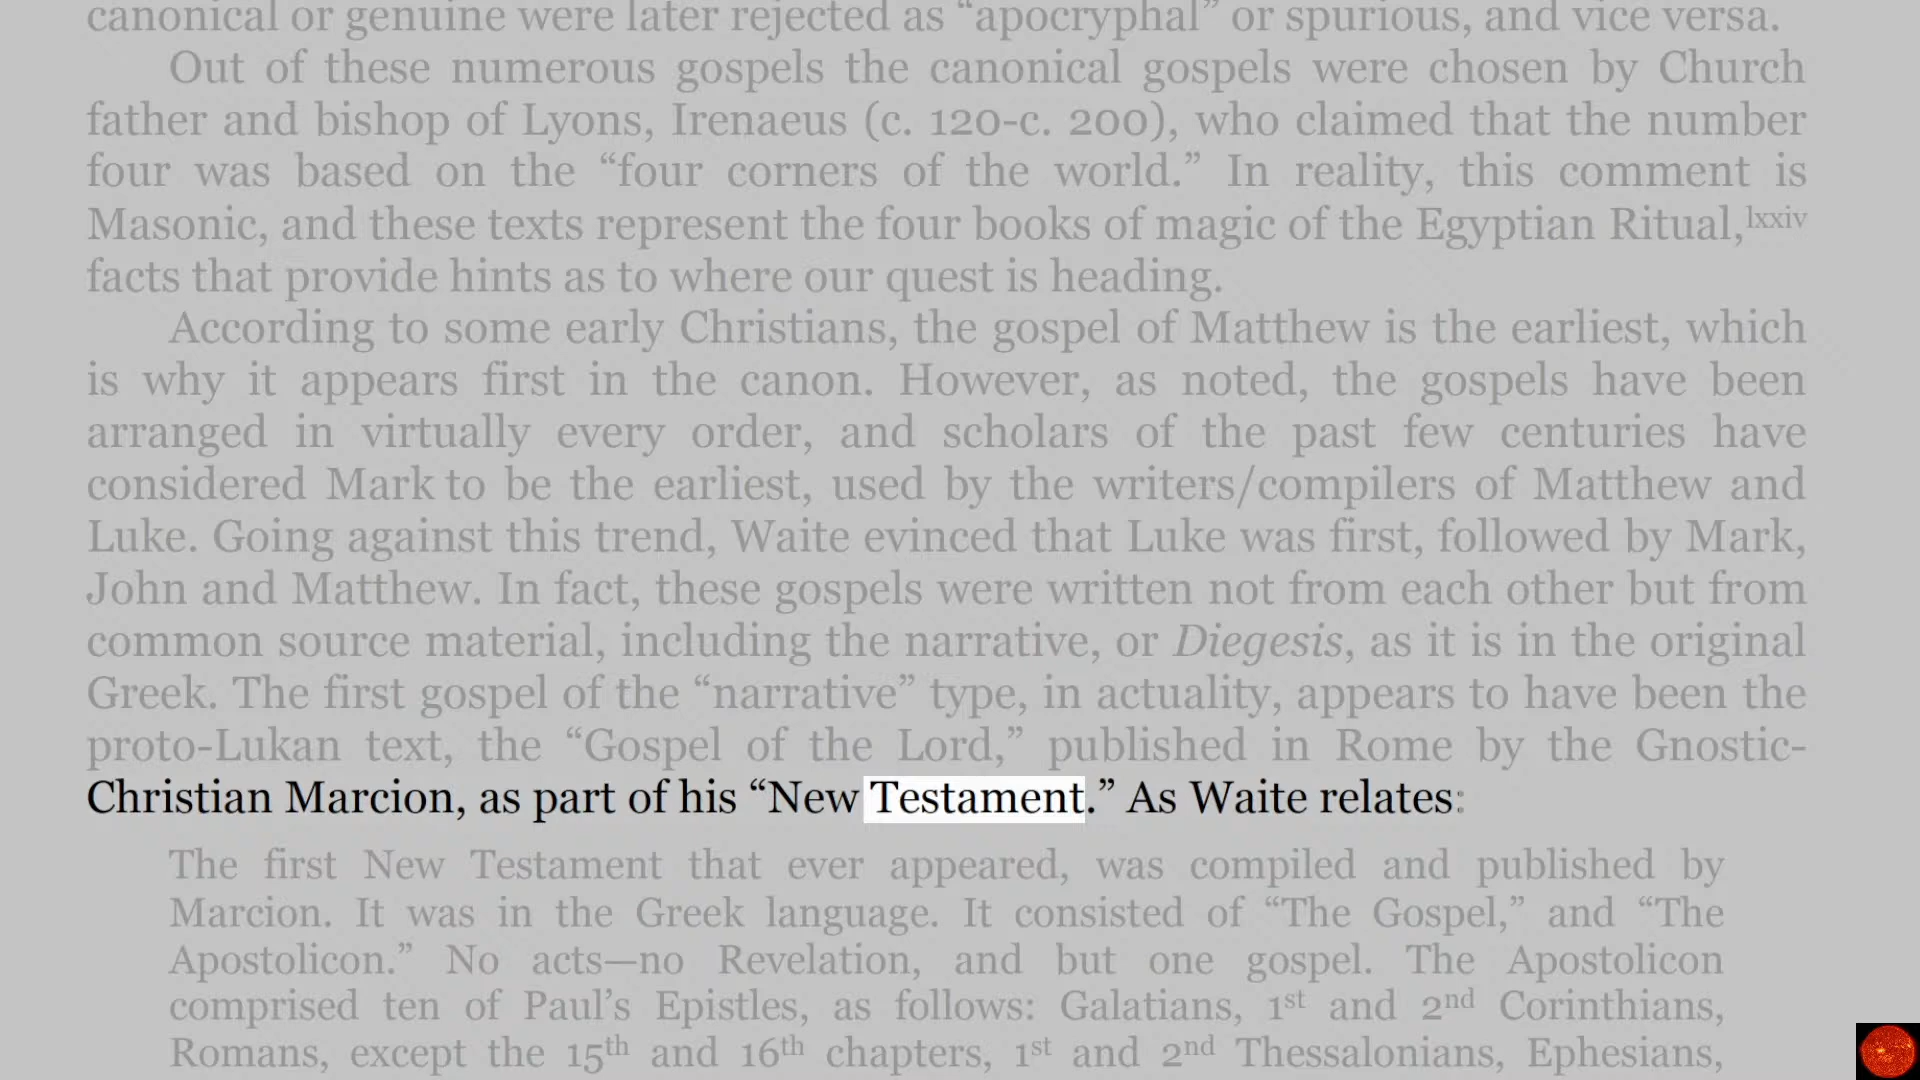 canonical or genuine were later rejected as “apocryphal” or spurious, and vice versa.
Out of these numerous gospels the canonical gospels were chosen by Church
father and bishop of Lyons, Irenaeus (c. 120-c. 200), who claimed that the number
four was based on the “four corners of the world.” In reality, this comment is
Masonic, and these texts represent the four books of magic of the Egyptian Ritual,lxxiv
facts that provide hints as to where our quest is heading.
According to some early Christians, the gospel of Matthew is the earliest, which
is why it appears first in the canon. However, as noted, the gospels have been
arranged in virtually every order, and scholars of the past few centuries have
considered Mark to be the earliest, used by the writers/compilers of Matthew and
Luke. Going against this trend, Waite evinced that Luke was first, followed by Mark,
John and Matthew. In fact, these gospels were written not from each other but from
common source material, including the narrative, or Diegesis, as it is in the original
Greek. The first gospel of the “narrative” type, in actuality, appears to have been the
proto-Lukan text, the “Gospel of the Lord,” published in Rome by the Gnostic-
Christian Marcion, as part of his “New Testament.” As Waite relates:
The first New Testament that ever appeared, was compiled and published by
Marcion. It was in the Greek language. It consisted of “The Gospel,” and “The
Apostolicon.” No acts—no Revelation, and but one gospel. The Apostolicon
comprised ten of Paul’s Epistles, as follows: Galatians, 1st and 2nd Corinthians,
Romans, except the 15th and 16th chapters, 1st and 2nd Thessalonians, Ephesians,